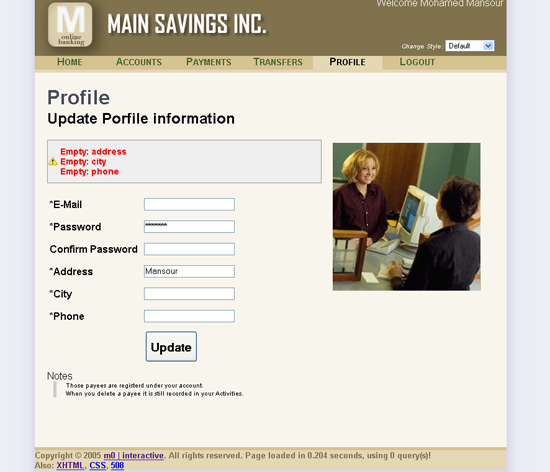 Welcome Mohamed Mansour
M
online
banking
MAIN SAVINGS INC.
Change Style: Default
HOME ACCOUNTS PAYMENTS TRANSFERS PROFILE LOGOUT
Profile
Update Porfile information
Empty: address
Empty: city
Empty: phone
*E-Mail
*Password *******
Confirm Password
*Address Mansour
*City
*Phone
Update
Notes
Those payees are registerd under your account.
When you delete a payee it is still recorded in your Activities.
Copyright © 2005 m0 | interactive. All rights reserved. Page loaded in 0.204 seconds, using 0 query(s)!
Also: XHTML, CSS, 508